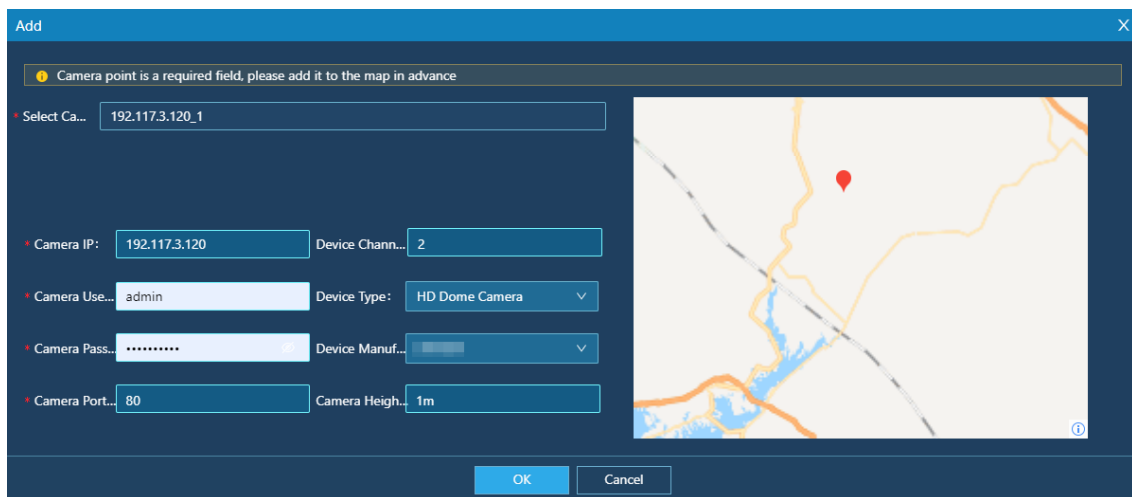 Add X
Camera point is a required field, please add it to the map in advance
* Select Ca... 192.117.3.120_1
* Camera IP: 192.117.3.120 Device Chann... 2
* Camera Use... admin Device Type: HD Dome Camera
* Camera Pass... •••••••••• Device Manuf...
* Camera Port... 80 Camera Heigh... 1m
OK Cancel